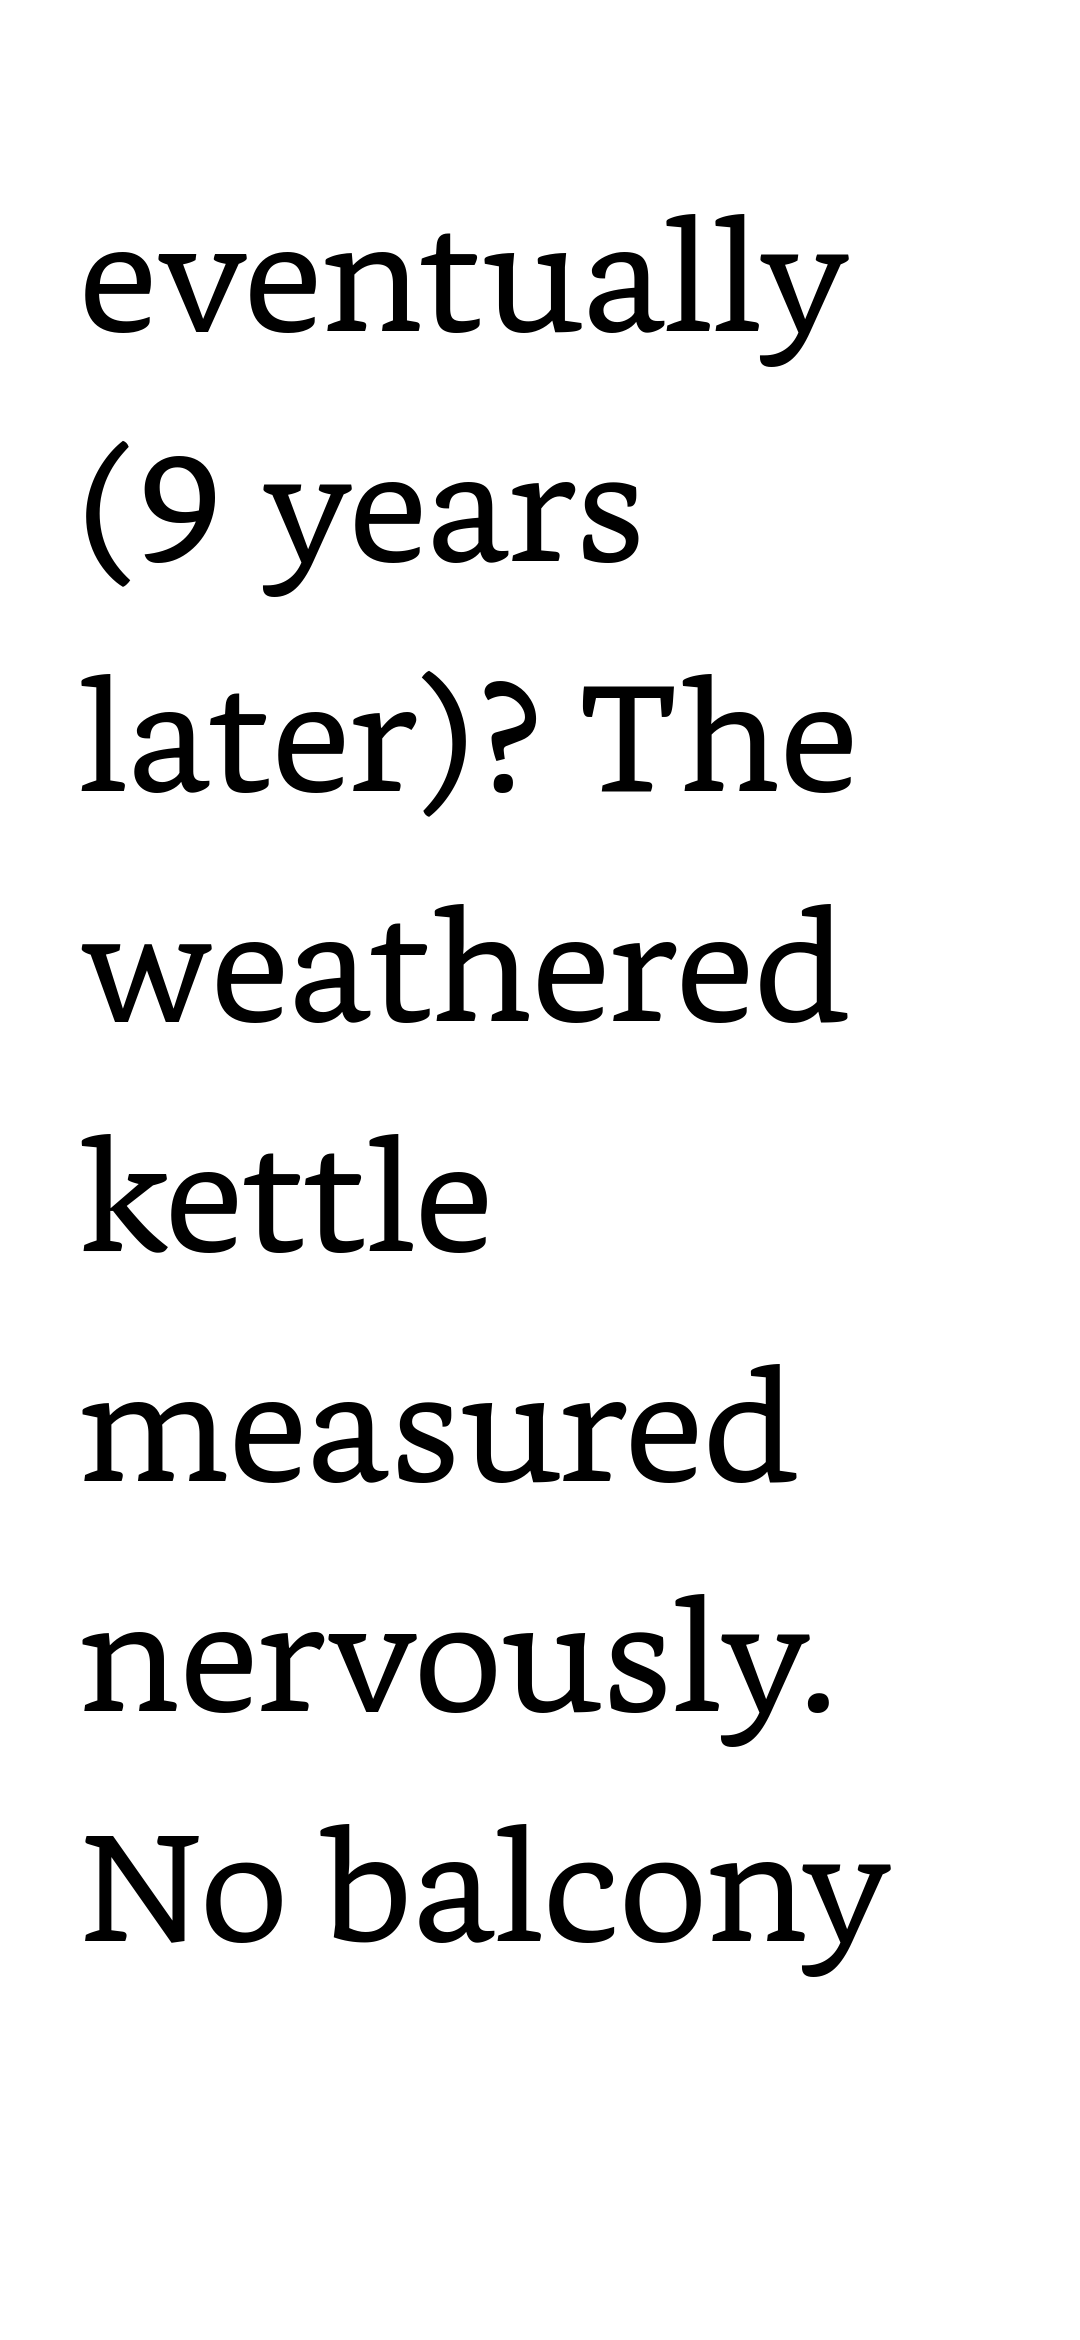 eventually
(9 years
later)? The
weathered
kettle
measured
nervously.
No balcony